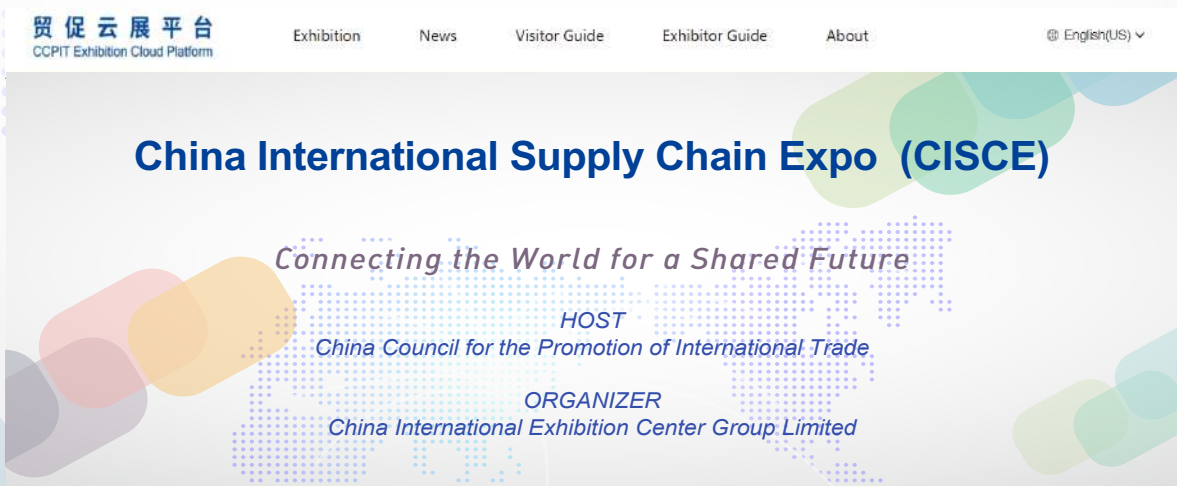 贸促云展平台
CCPIT Exhibition Cloud Platform
Exhibition News Visitor Guide Exhibitor Guide About English(US)
China International Supply Chain Expo (CISCE)
Connecting the World for a Shared Future
HOST
China Council for the Promotion of International Trade
ORGANIZER
China International Exhibition Center Group Limited